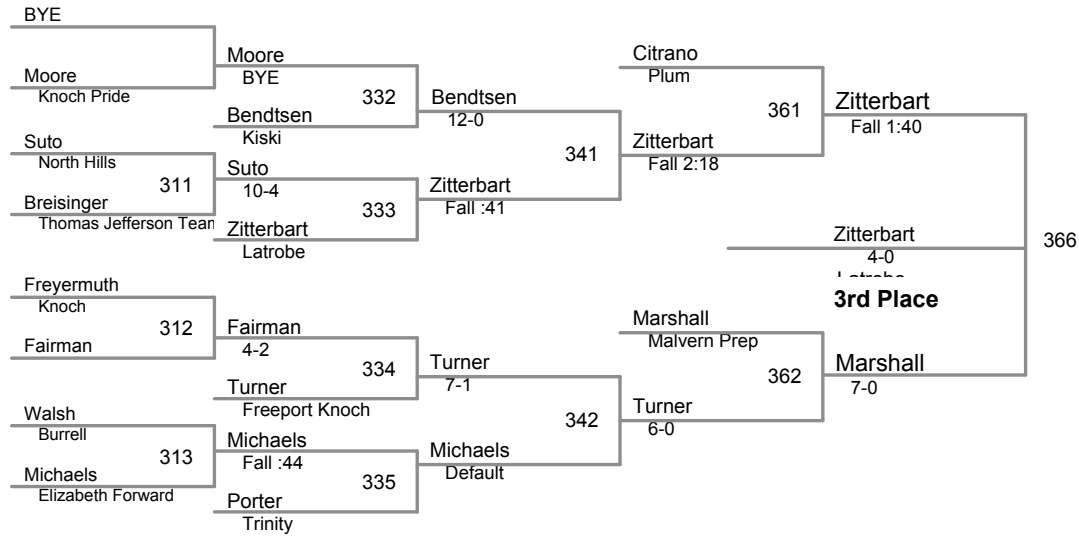 BYE
Moore
Knoch Pride
Suto
North Hills
311
Breisinger
Thomas Jefferson Tean
Freyermuth
Knoch
312
Fairman
Walsh
Burrell
313
Michaels
Elizabeth Forward
Moore
BYE
332
Bendtsen
Kiski
Suto
10-4
333
Zitterbart
Latrobe
Fairman
4-2
334
Turner
Freeport Knoch
Michaels
Fall :44
335
Porter
Trinity
Bendtsen
12-0
341
Zitterbart
Fall :41
Turner
7-1
342
Michaels
Default
Citrano
Plum
361
Zitterbart
Fall 2:18
Marshall
Malvern Prep
362
Turner
6-0
Zitterbart
Fall 1:40
Zitterbart
4-0
366
3rd Place
Marshall
7-0